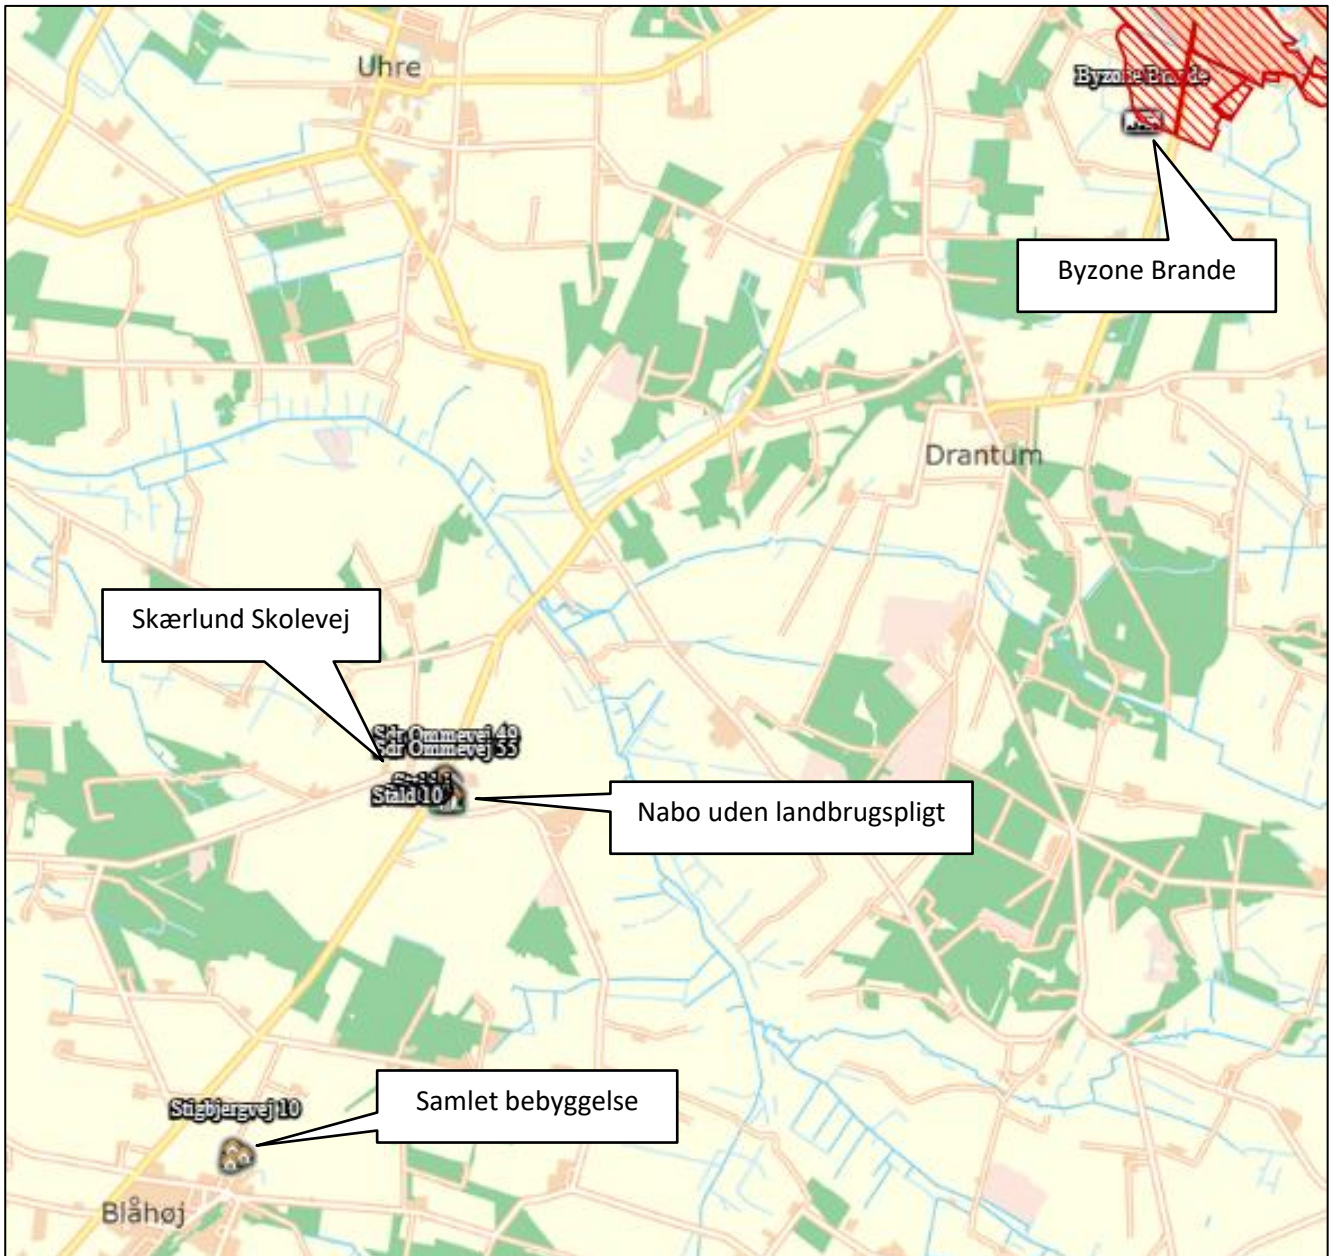 Uhre
Byzone Brande
Byzone Brande
Drantum
Skærlund Skolevej
Sdr Ommevej 49
Sdr Ommevej 55
Stald 10
Nabo uden landbrugspligt
Samlet bebyggelse
Stigbjergvej 10
Blåhøj